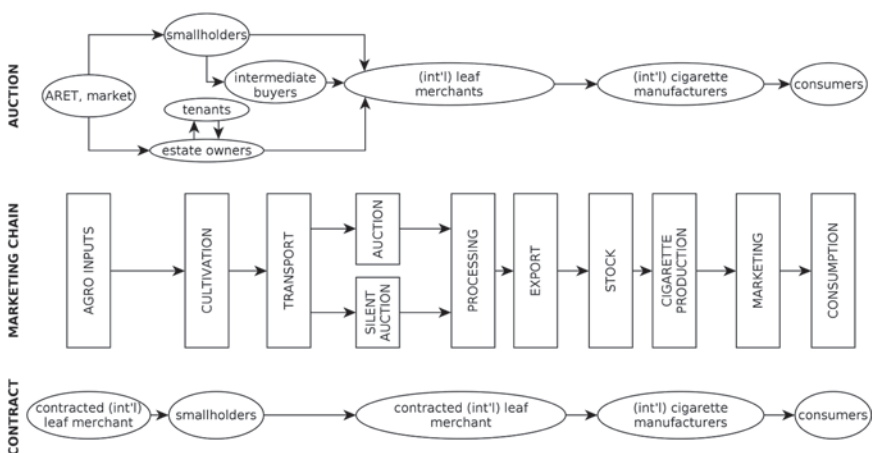 AUCTION
smallholders
ARET, market
intermediate
buyers
tenants
estate owners
(int'l) leaf
merchants
(int'l) cigarette
manufacturers
consumers
MARKETING CHAIN
AGRO INPUTS
CULTIVATION
TRANSPORT
AUCTION
SILENT
AUCTION
PROCESSING
EXPORT
STOCK
CIGARETTE
PRODUCTION
MARKETING
CONSUMPTION
CONTRACT
contracted (int'l)
leaf merchant
smallholders
contracted (int'l) leaf
merchant
(int'l) cigarette
manufacturers
consumers